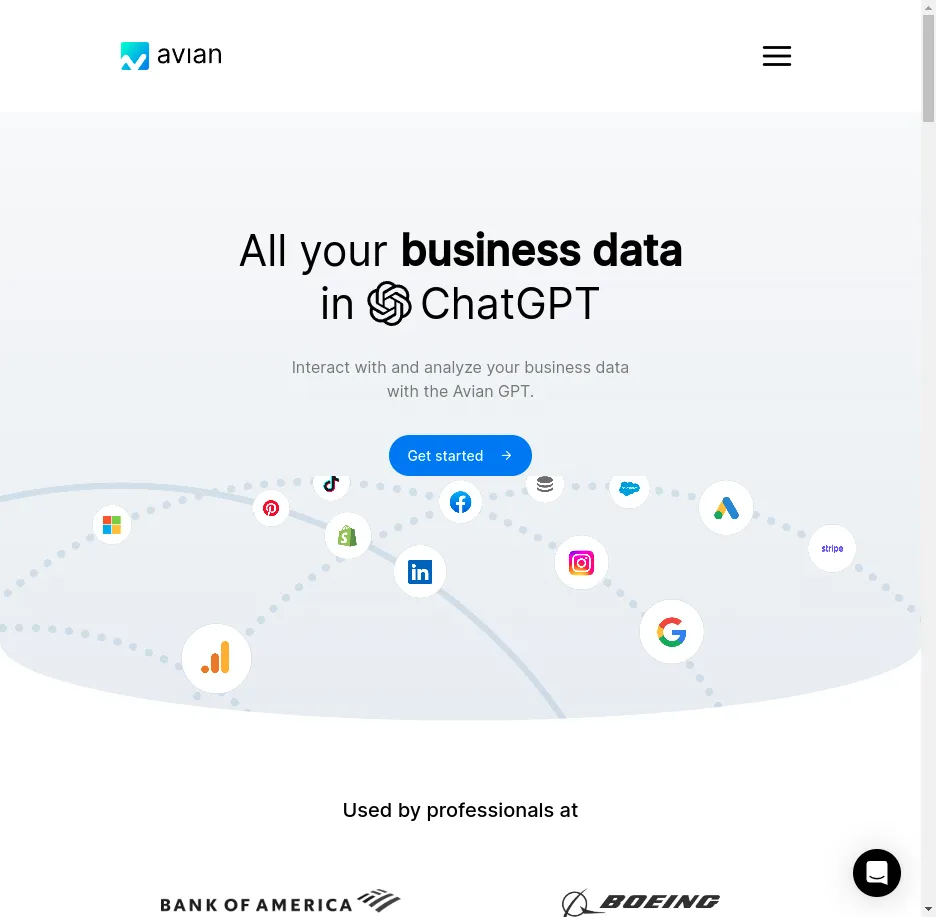 avian
All your business data
in ChatGPT
Interact with and analyze your business data
with the Avian GPT.
Get started
stripe
Used by professionals at
BANK OF AMERICA
BOEING